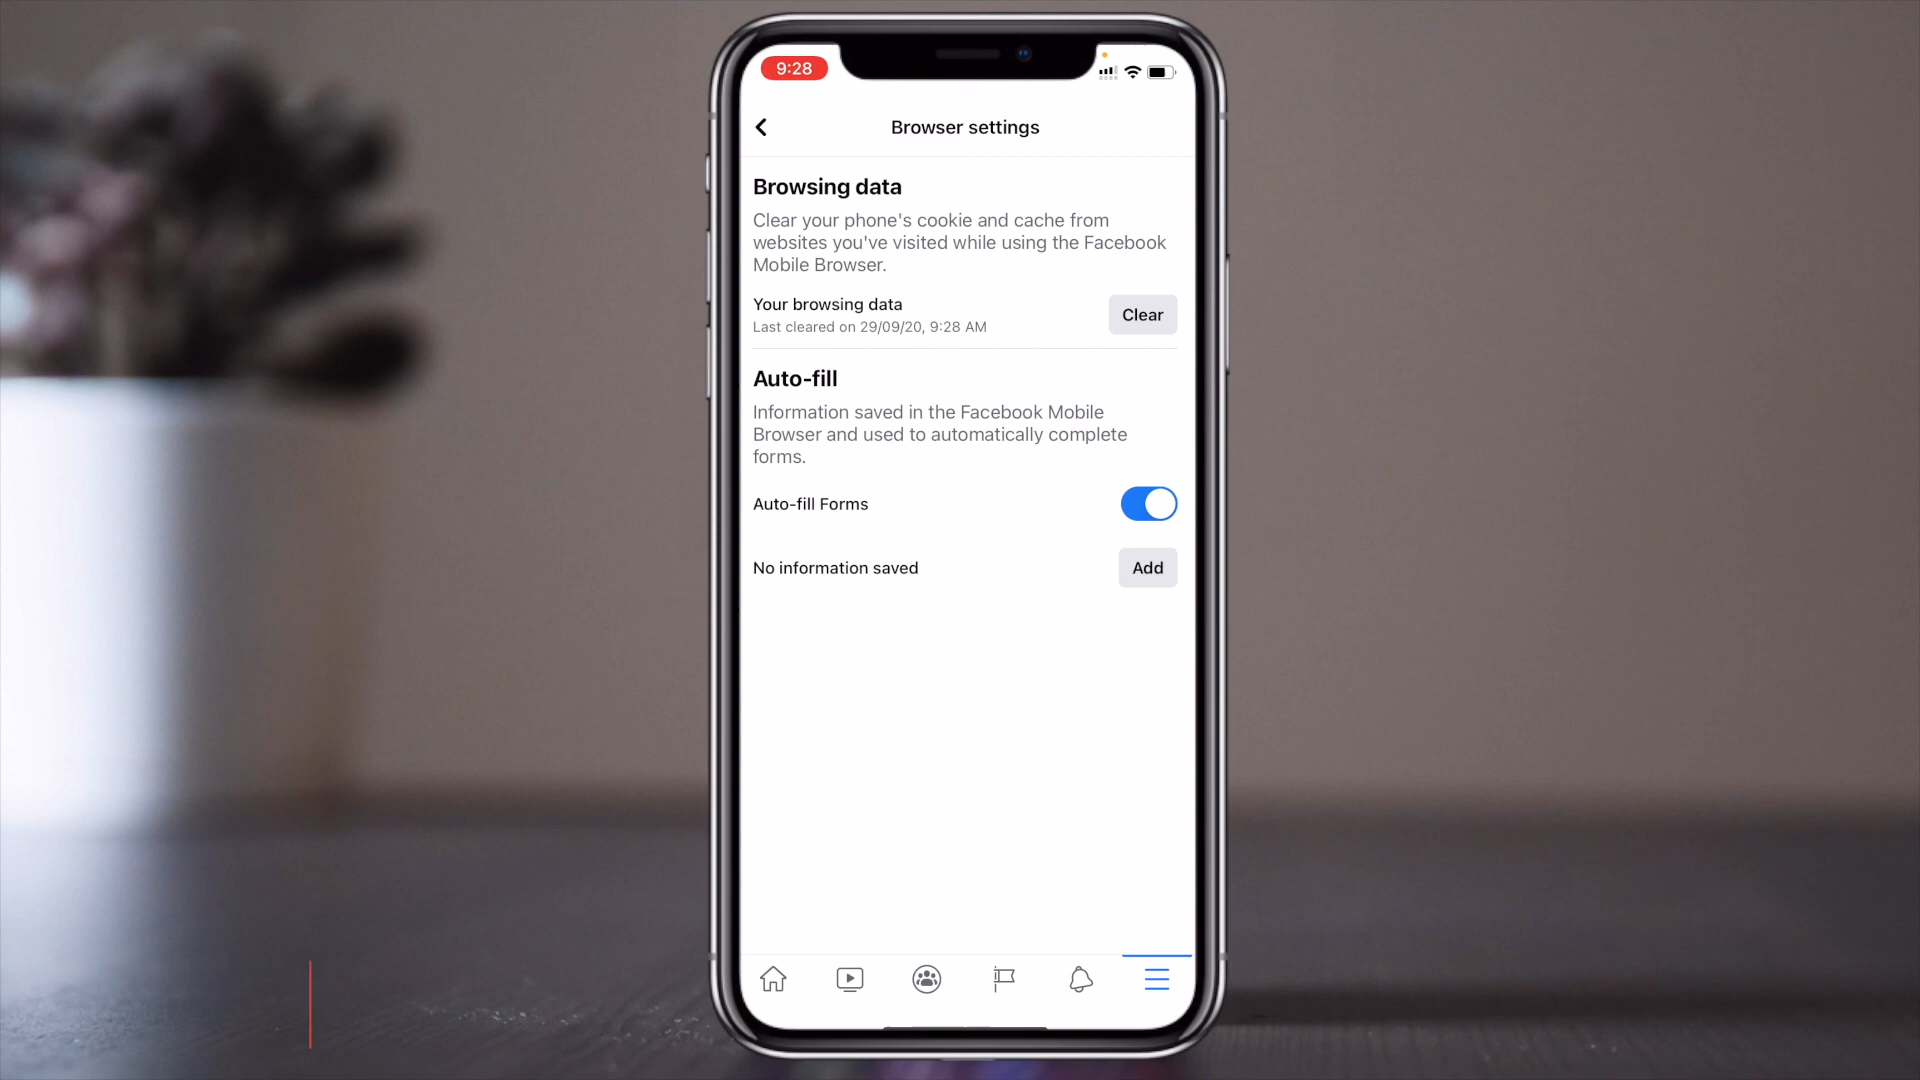 9:28
Browser settings
Browsing data
Clear your phone's cookie and cache from
websites you've visited while using the Facebook
Mobile Browser.
Your browsing data
Last cleared on 29/09/20, 9:28 AM
Clear
Auto-fill
Information saved in the Facebook Mobile
Browser and used to automatically complete
forms.
Auto-fill Forms
No information saved
Add